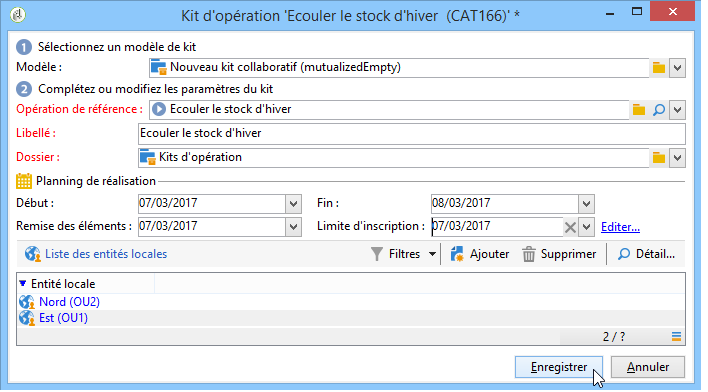 Kit d'opération 'Ecouler le stock d'hiver  (CAT166)' *
1 Sélectionnez un modèle de kit
Modèle : Nouveau kit collaboratif (mutualizedEmpty)
2 Complétez ou modifiez les paramètres du kit
Opération de référence : Ecouler le stock d'hiver
Libellé : Ecouler le stock d'hiver
Dossier : Kits d'opération
Planning de réalisation
Début : 07/03/2017 Fin : 08/03/2017
Remise des éléments : 07/03/2017 Limite d'inscription : 07/03/2017 Editer...
Liste des entités locales Filtres Ajouter Supprimer Détail...
Entité locale
Nord (OU2)
Est (OU1)
2 / ?
Enregistrer Annuler